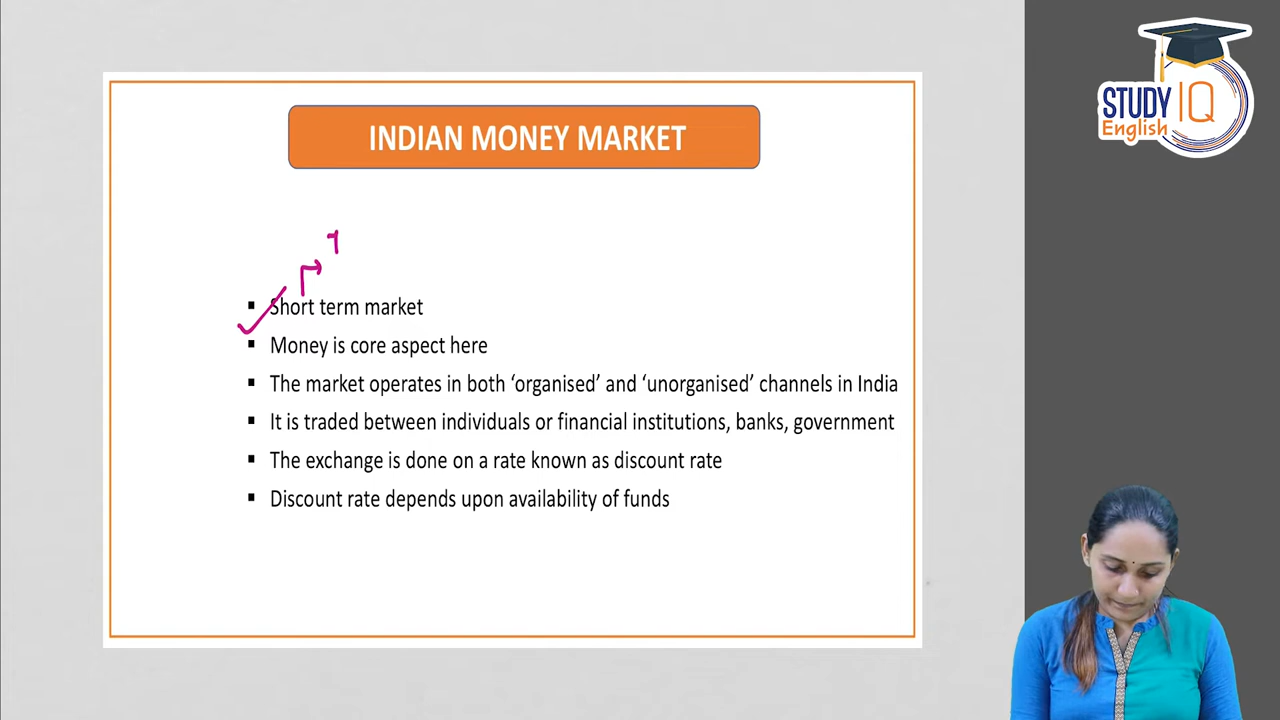 INDIAN MONEY MARKET
STUDY IQ
English
Short term market
Money is core aspect here
The market operates in both ‘organised’ and ‘unorganised’ channels in India
It is traded between individuals or financial institutions, banks, government
The exchange is done on a rate known as discount rate
Discount rate depends upon availability of funds